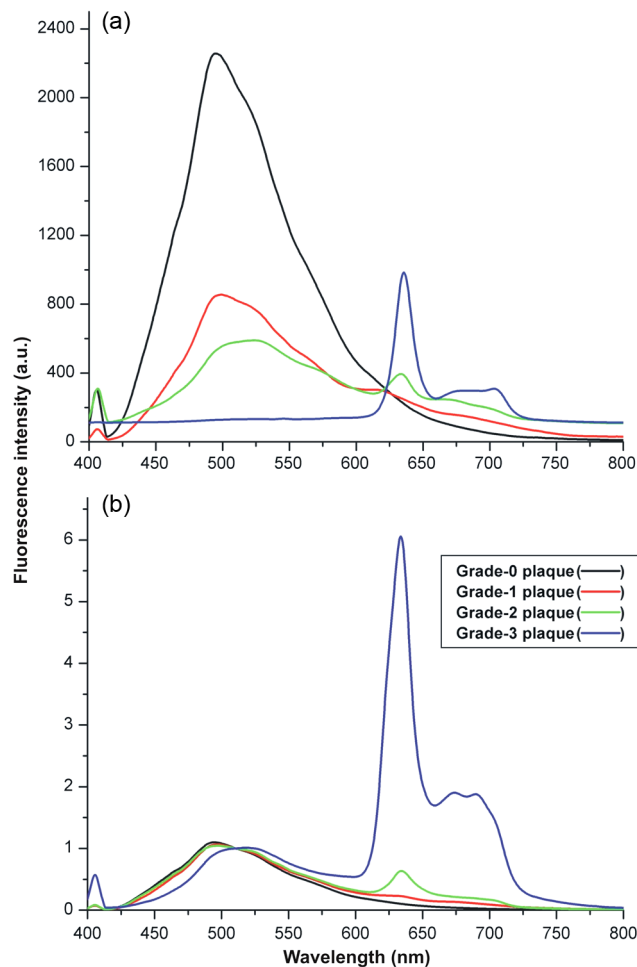 (a)
2400
2000
1600
1200
800
400
0
400 450 500 550 600 650 700 750 800
Fluorescence intensity (a.u.)
(b)
6
5
4
3
2
1
0
Grade-0 plaque( )
Grade-1 plaque( )
Grade-2 plaque( )
Grade-3 plaque( )
400 450 500 550 600 650 700 750 800
Wavelength (nm)